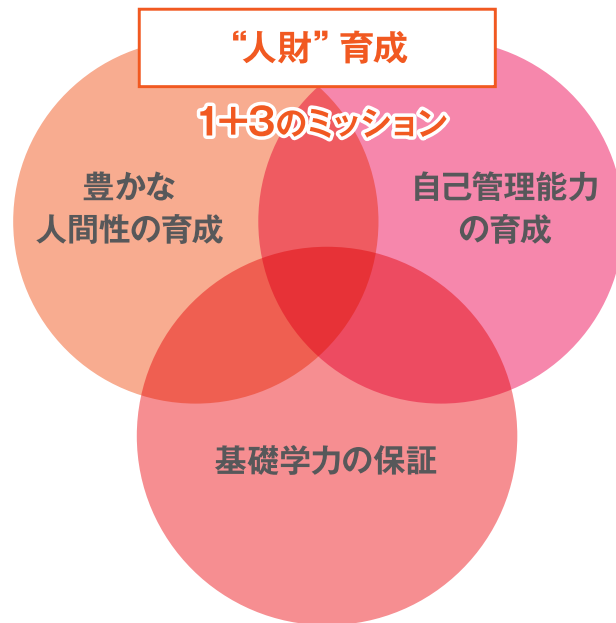 “人財” 育成
1+3のミッション
豊かな
人間性の育成
自己管理能力
の育成
基礎学力の保証